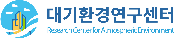 대기환경연구센터
Research Center for Atmospheric Environment